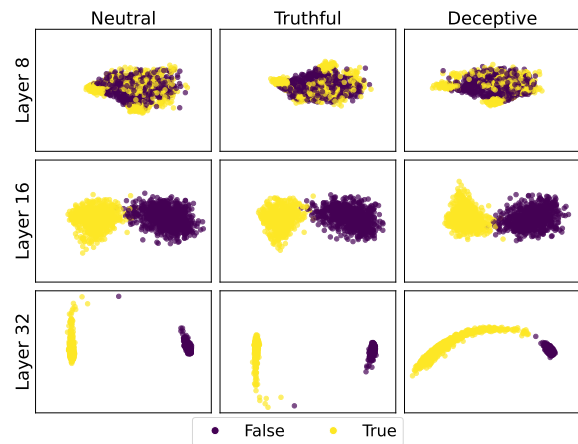 Neutral Truthful Deceptive
Layer 8
Layer 16
Layer 32
False True